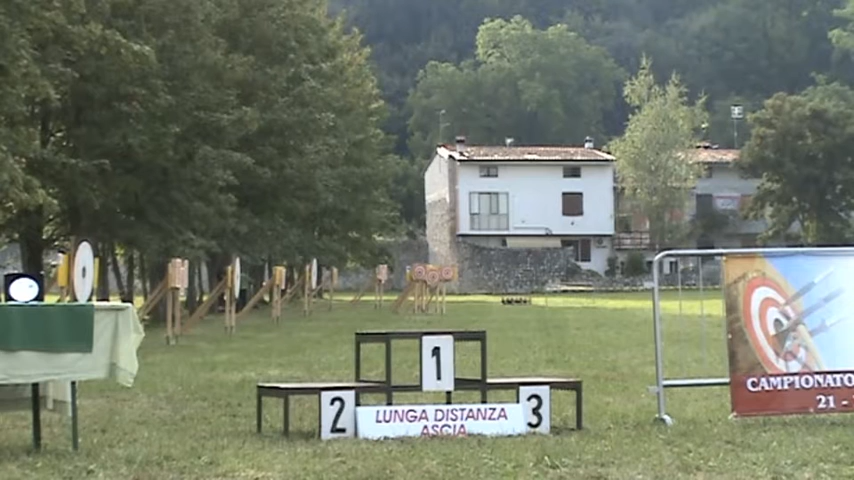 1
2
LUNGA DISTANZA
ASCIA
3
CAMPIONATO
21 -